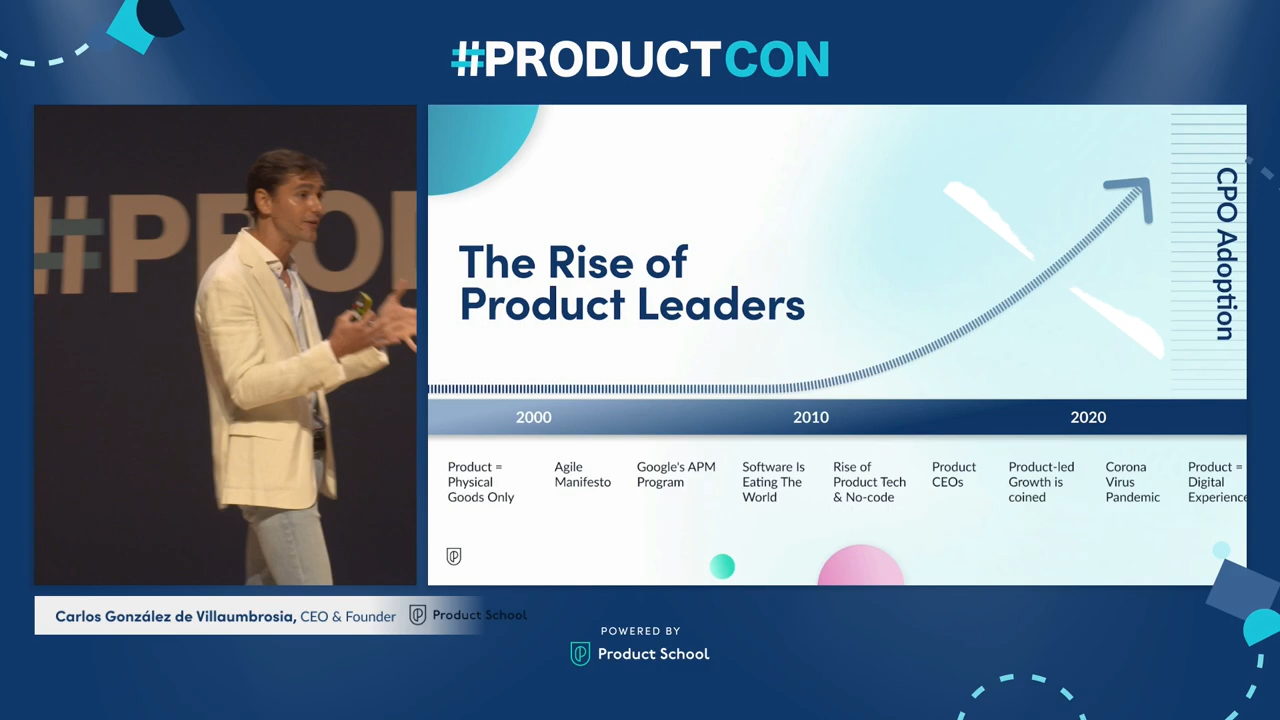 #PRODUCTCON
#PRO
The Rise of
Product Leaders
CPO Adoption
2000
2010
2020
Product =
Physical
Goods Only
Agile
Manifesto
Google's APM
Program
Software Is
Eating The
World
Rise of
Product Tech
& No-code
Product
CEOs
Product-led
Growth is
coined
Corona
Virus
Pandemic
Product =
Digital
Experience
Carlos González de Villaumbrosia, CEO & Founder Product School
POWERED BY
Product School